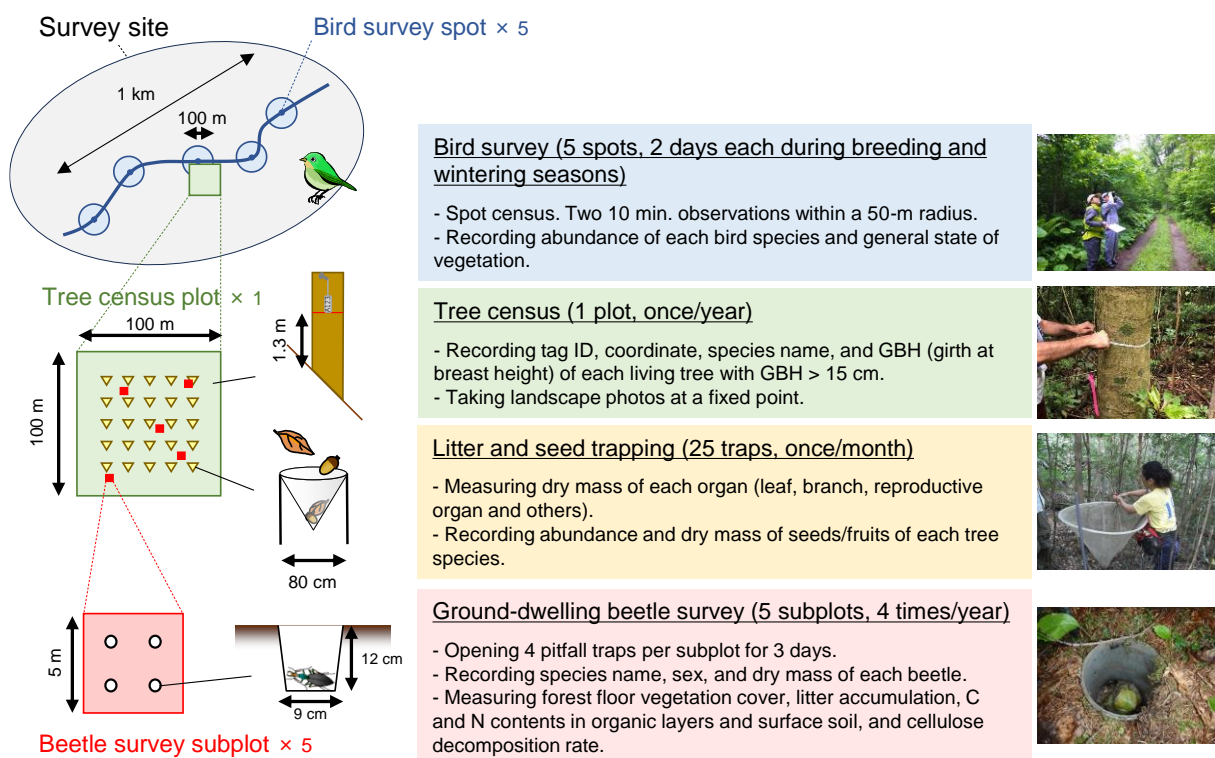 Survey site
Bird survey spot × 5
1 km
100 m
Tree census plot × 1
100 m
100 m
1.3 m
80 cm
5 m
12 cm
9 cm
Beetle survey subplot × 5
Bird survey (5 spots, 2 days each during breeding and
wintering seasons)
- Spot census. Two 10 min. observations within a 50-m radius.
- Recording abundance of each bird species and general state of
vegetation.
Tree census (1 plot, once/year)
- Recording tag ID, coordinate, species name, and GBH (girth at
breast height) of each living tree with GBH > 15 cm.
- Taking landscape photos at a fixed point.
Litter and seed trapping (25 traps, once/month)
- Measuring dry mass of each organ (leaf, branch, reproductive
organ and others).
- Recording abundance and dry mass of seeds/fruits of each tree
species.
Ground-dwelling beetle survey (5 subplots, 4 times/year)
- Opening 4 pitfall traps per subplot for 3 days.
- Recording species name, sex, and dry mass of each beetle.
- Measuring forest floor vegetation cover, litter accumulation, C
and N contents in organic layers and surface soil, and cellulose
decomposition rate.